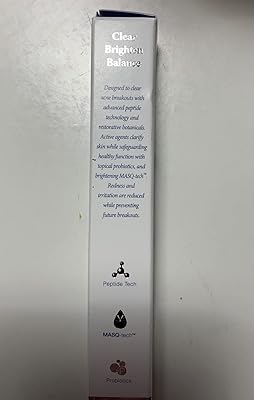 Clear
Brighten
Balance
Designed to clear
acne breakouts with
advanced peptide
technology and
restorative botanicals.
Active agents clarify
skin while safeguarding
healthy function with
topical probiotics, and
brightening MASQ-tech™.
Redness and
irritation are reduced
while preventing
future breakouts.
Peptide Tech
MASQ-tech™
Probiotics